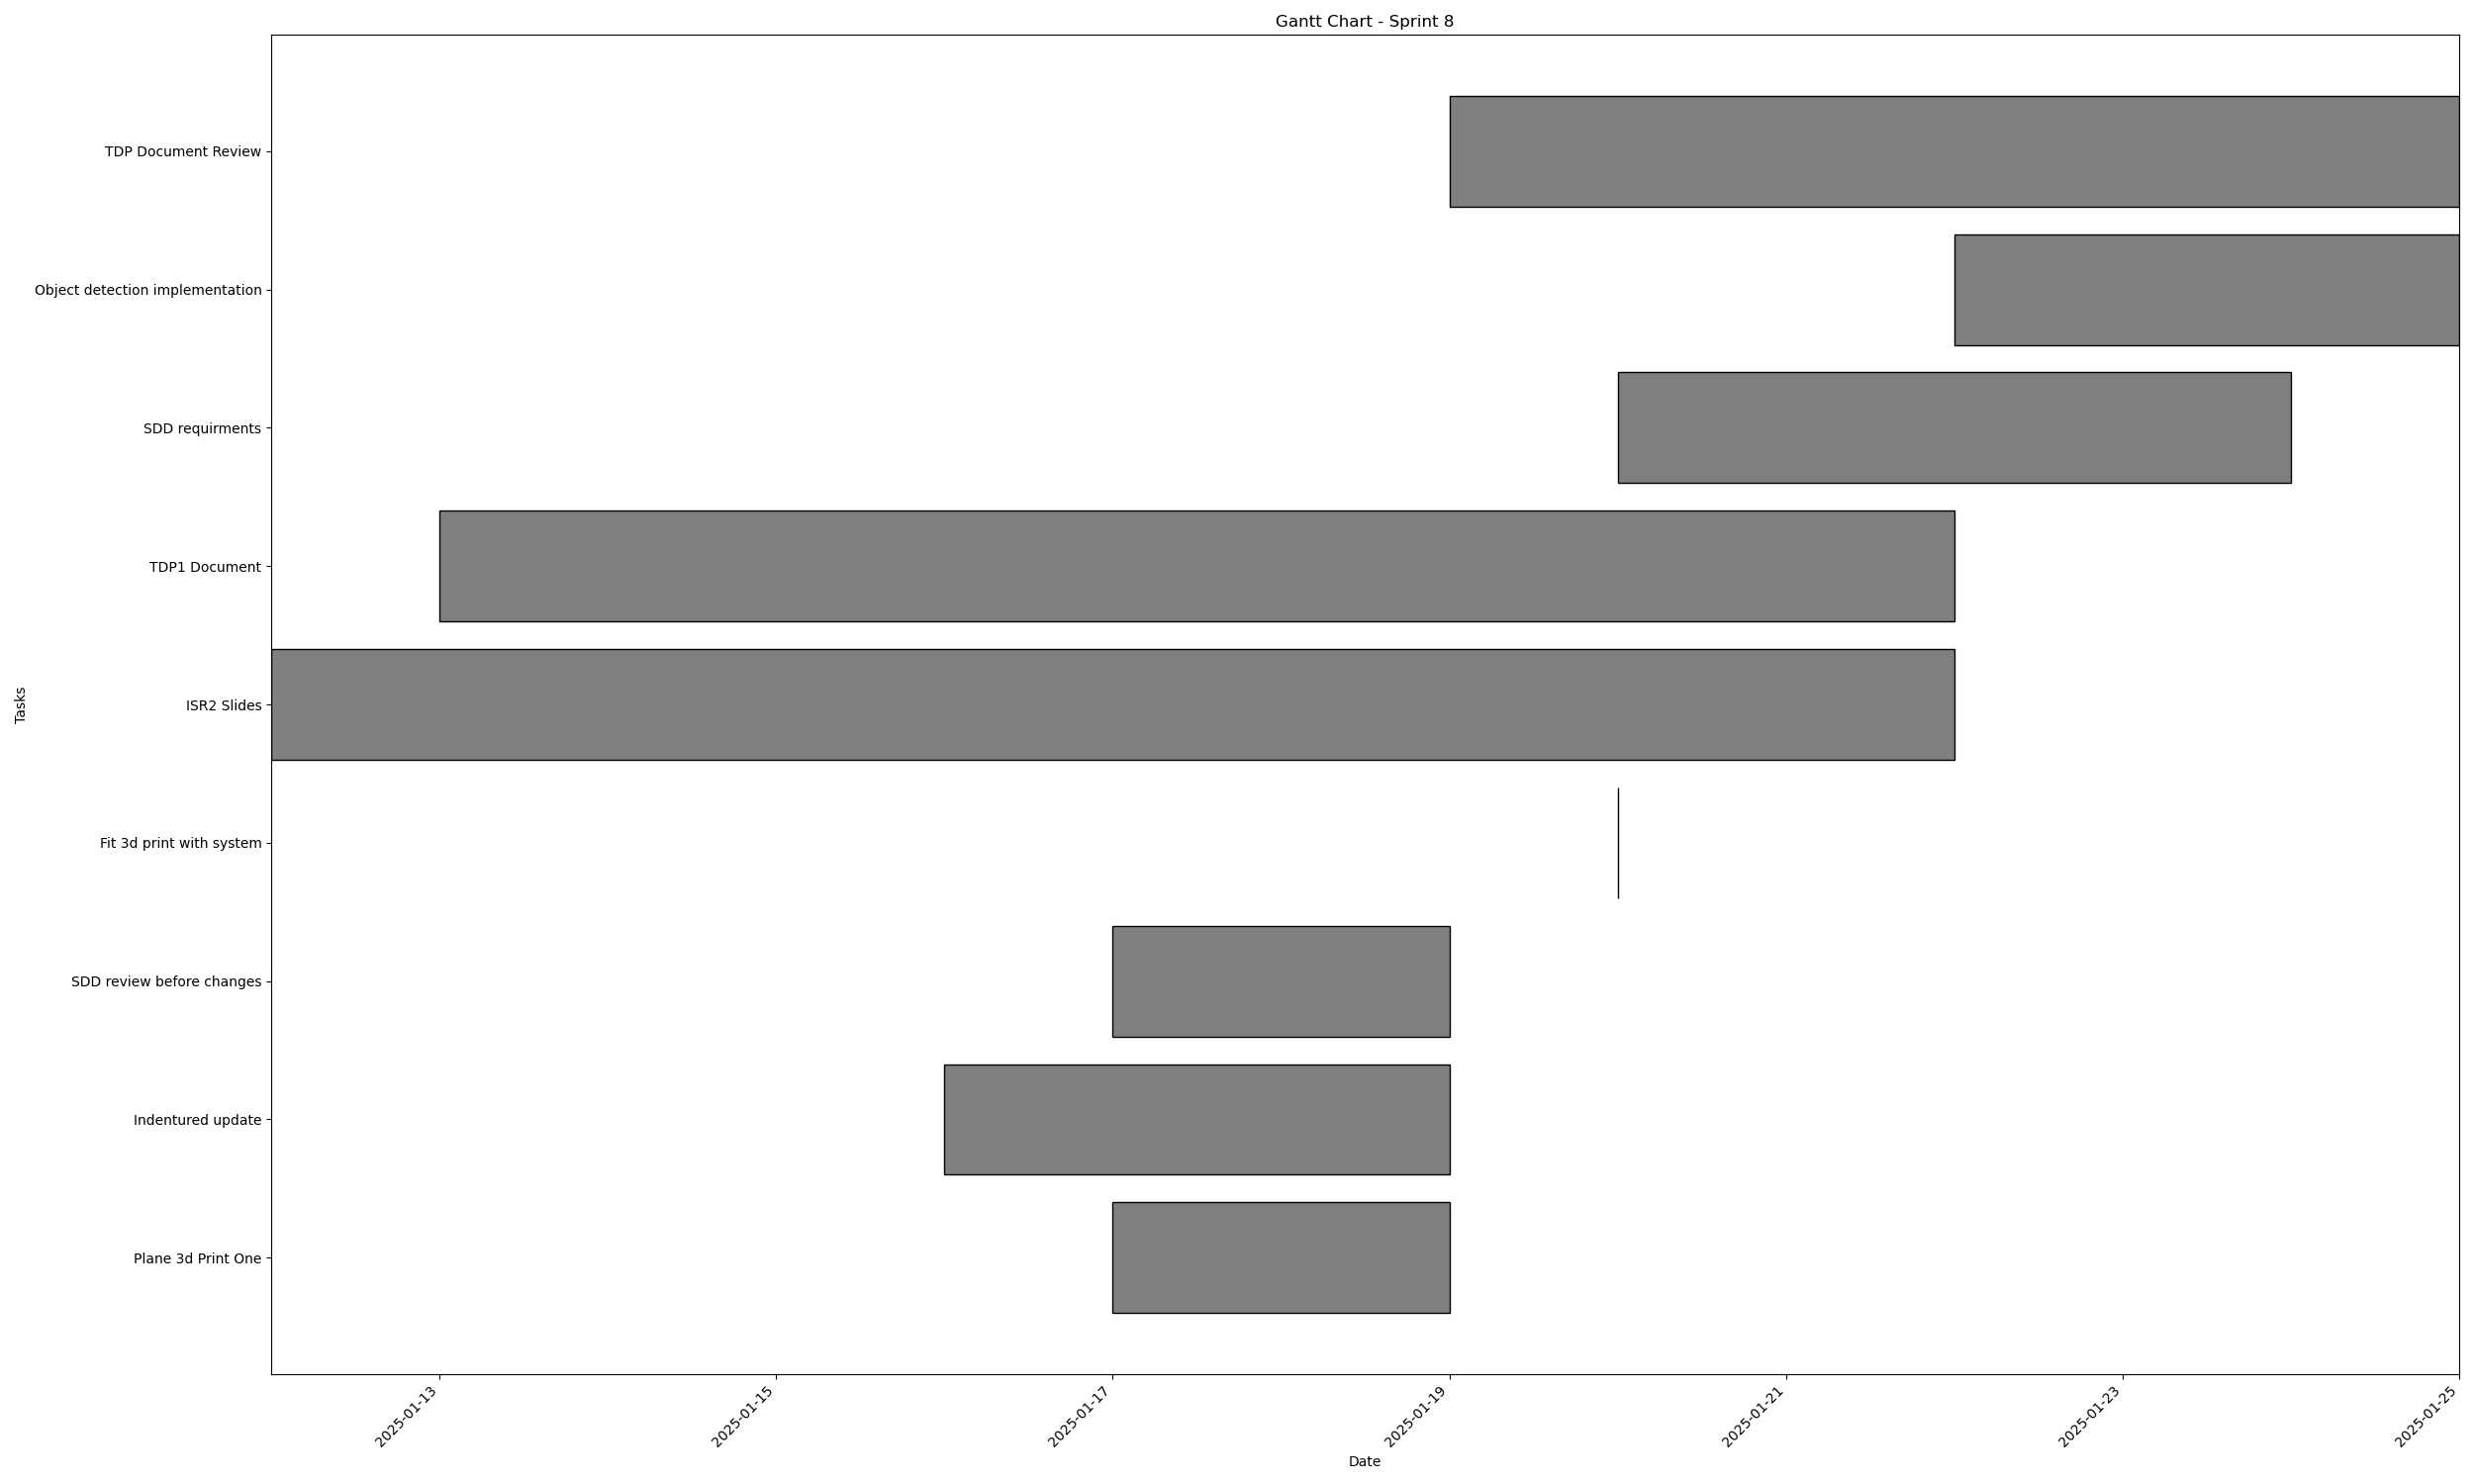 Gantt Chart - Sprint 8
TDP Document Review
Object detection implementation
SDD requirments
TDP1 Document
ISR2 Slides
Fit 3d print with system
SDD review before changes
Indentured update
Plane 3d Print One
Tasks
2025-01-13
2025-01-15
2025-01-17
2025-01-19
2025-01-21
2025-01-23
2025-01-25
Date